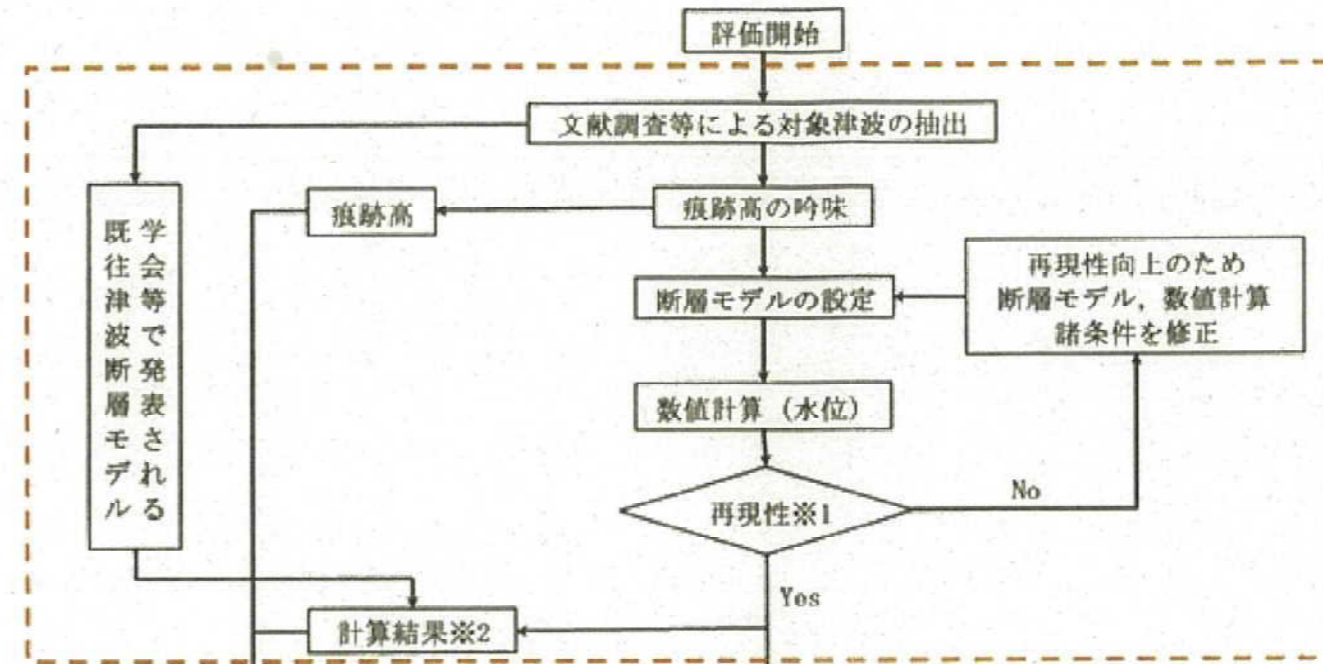 評価開始
文献調査等による対象津波の抽出
痕跡高の吟味
痕跡高
学会等で発表される
既往津波断層モデル
断層モデルの設定
再現性向上のため
断層モデル，数値計算
諸条件を修正
数値計算（水位）
再現性※1
No
Yes
計算結果※2